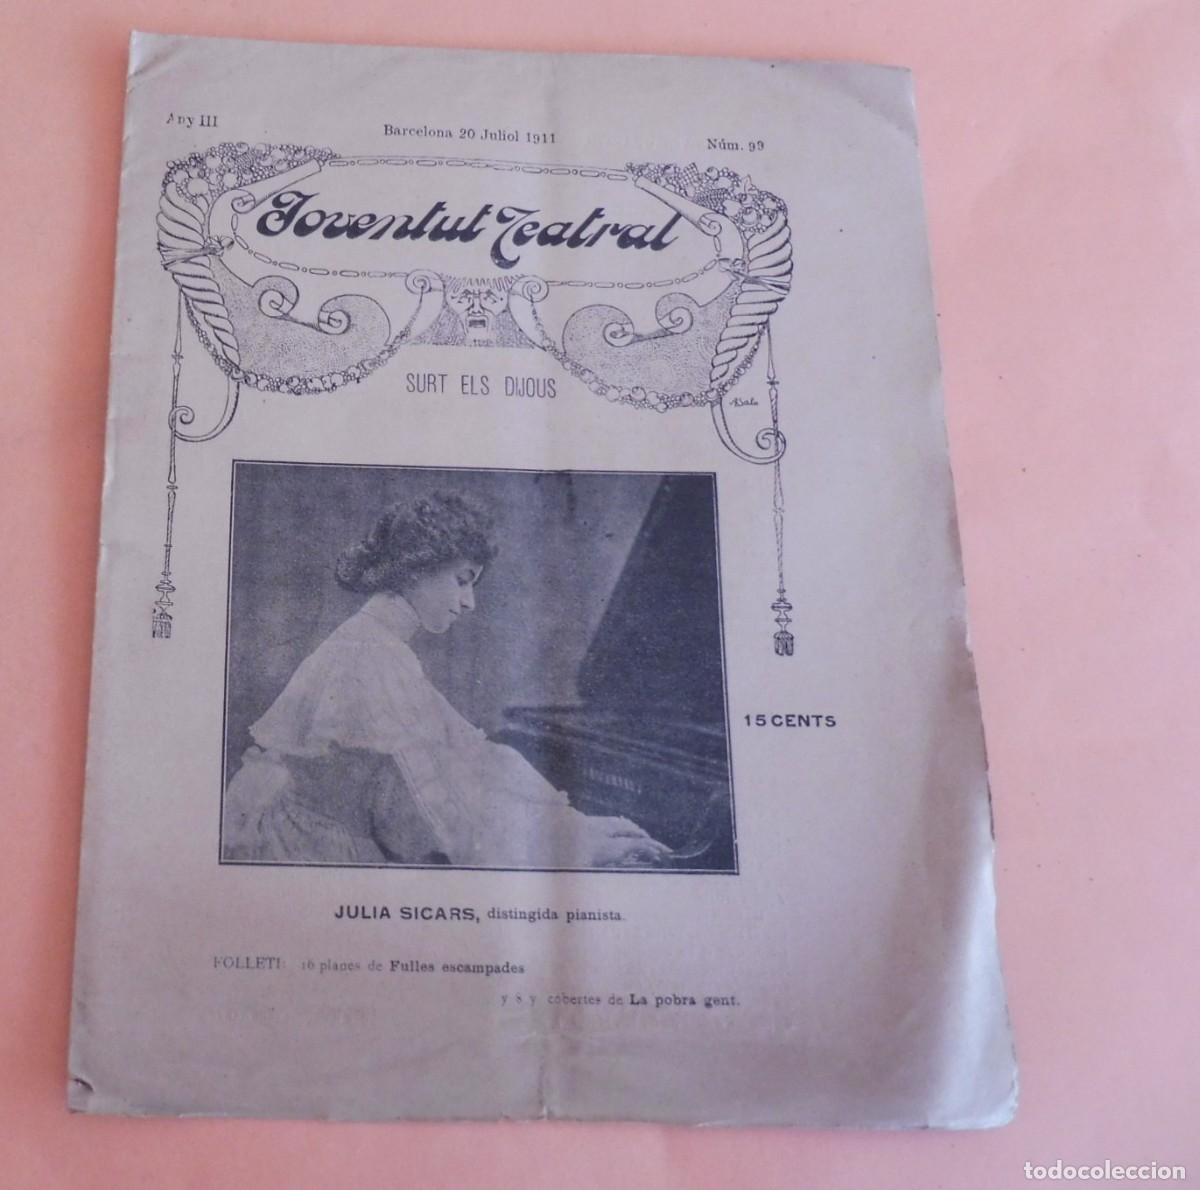 Any III
Barcelona 20 Juliol 1911
Núm. 99
Joventut Teatral
SURT ELS DIJOUS
15 CENTS
JULIA SICARS, distingida pianista.
FOLLETI: 16 planes de Fulles escampades
y 8 y cobertes de La pobra gent.
todocoleccion